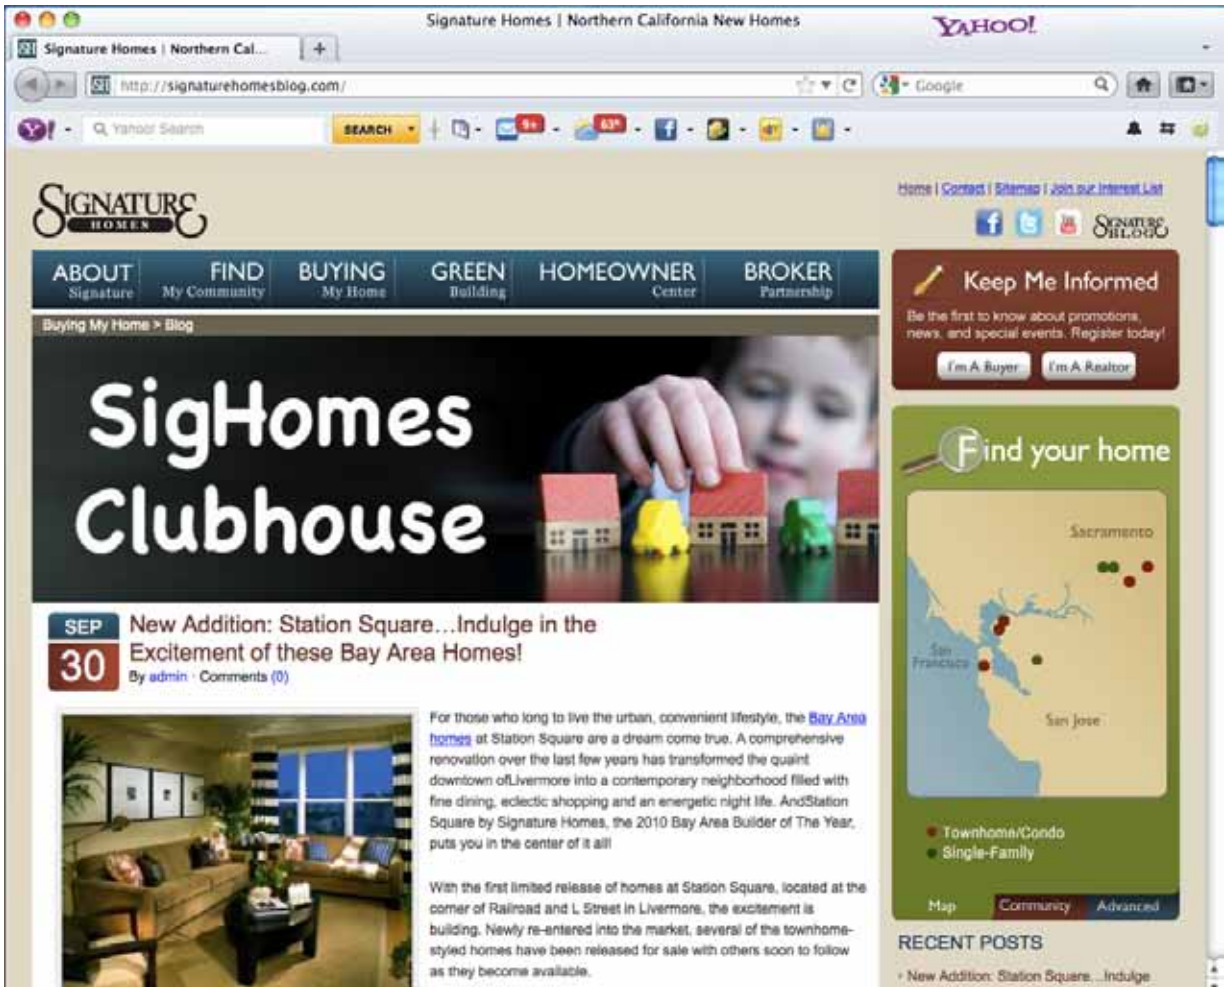 Signature Homes | Northern California New Homes
YAHOO!
Signature Homes | Northern Cal...
http://signaturehomesblog.com/
Google
Yahoo! Search
SEARCH
9+
63°
SIGNATURE
HOMES
Home | Contact | Sitemap | Join our Interest List
SIGNATURE
BLOG
ABOUT
Signature
FIND
My Community
BUYING
My Home
GREEN
Building
HOMEOWNER
Center
BROKER
Partnership
Buying My Home > Blog
SigHomes
Clubhouse
Keep Me Informed
Be the first to know about promotions,
news, and special events. Register today!
I'm A Buyer
I'm A Realtor
Find your home
Sacramento
San
Francisco
San Jose
Townhome/Condo
Single-Family
Map
Community
Advanced
RECENT POSTS
New Addition: Station Square...Indulge
SEP
30
New Addition: Station Square...Indulge in the
Excitement of these Bay Area Homes!
By admin · Comments (0)
For those who long to live the urban, convenient lifestyle, the Bay Area
homes at Station Square are a dream come true. A comprehensive
renovation over the last few years has transformed the quaint
downtown ofLivermore into a contemporary neighborhood filled with
fine dining, eclectic shopping and an energetic night life. AndStation
Square by Signature Homes, the 2010 Bay Area Builder of The Year,
puts you in the center of it all!
With the first limited release of homes at Station Square, located at the
corner of Railroad and L Street in Livermore, the excitement is
building. Newly re-entered into the market, several of the townhome-
styled homes have been released for sale with others soon to follow
as they become available.